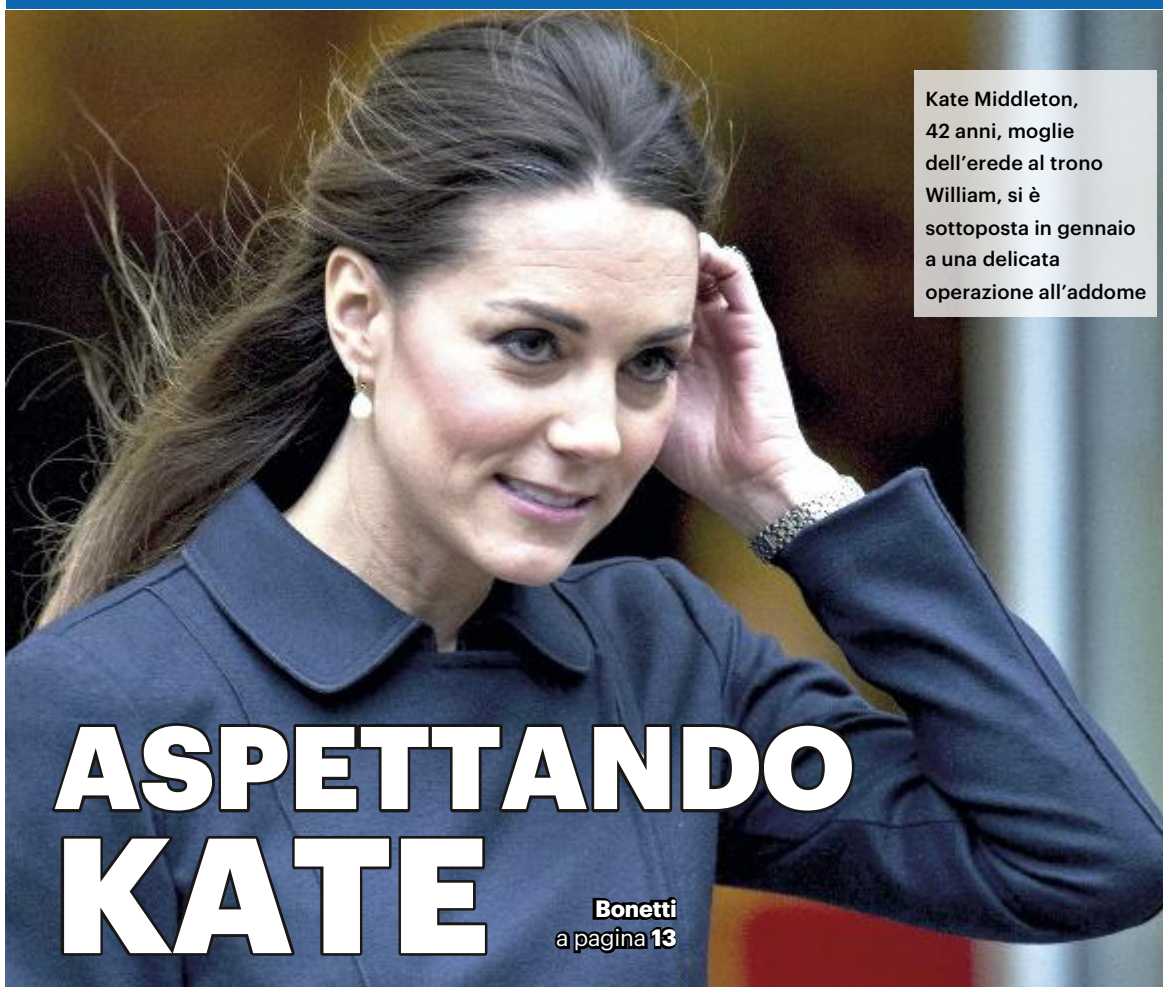 Kate Middleton,
42 anni, moglie
dell'erede al trono
William, si è
sottoposta in gennaio
a una delicata
operazione all'addome
ASPETTANDO
KATE
Bonetti
a pagina 13